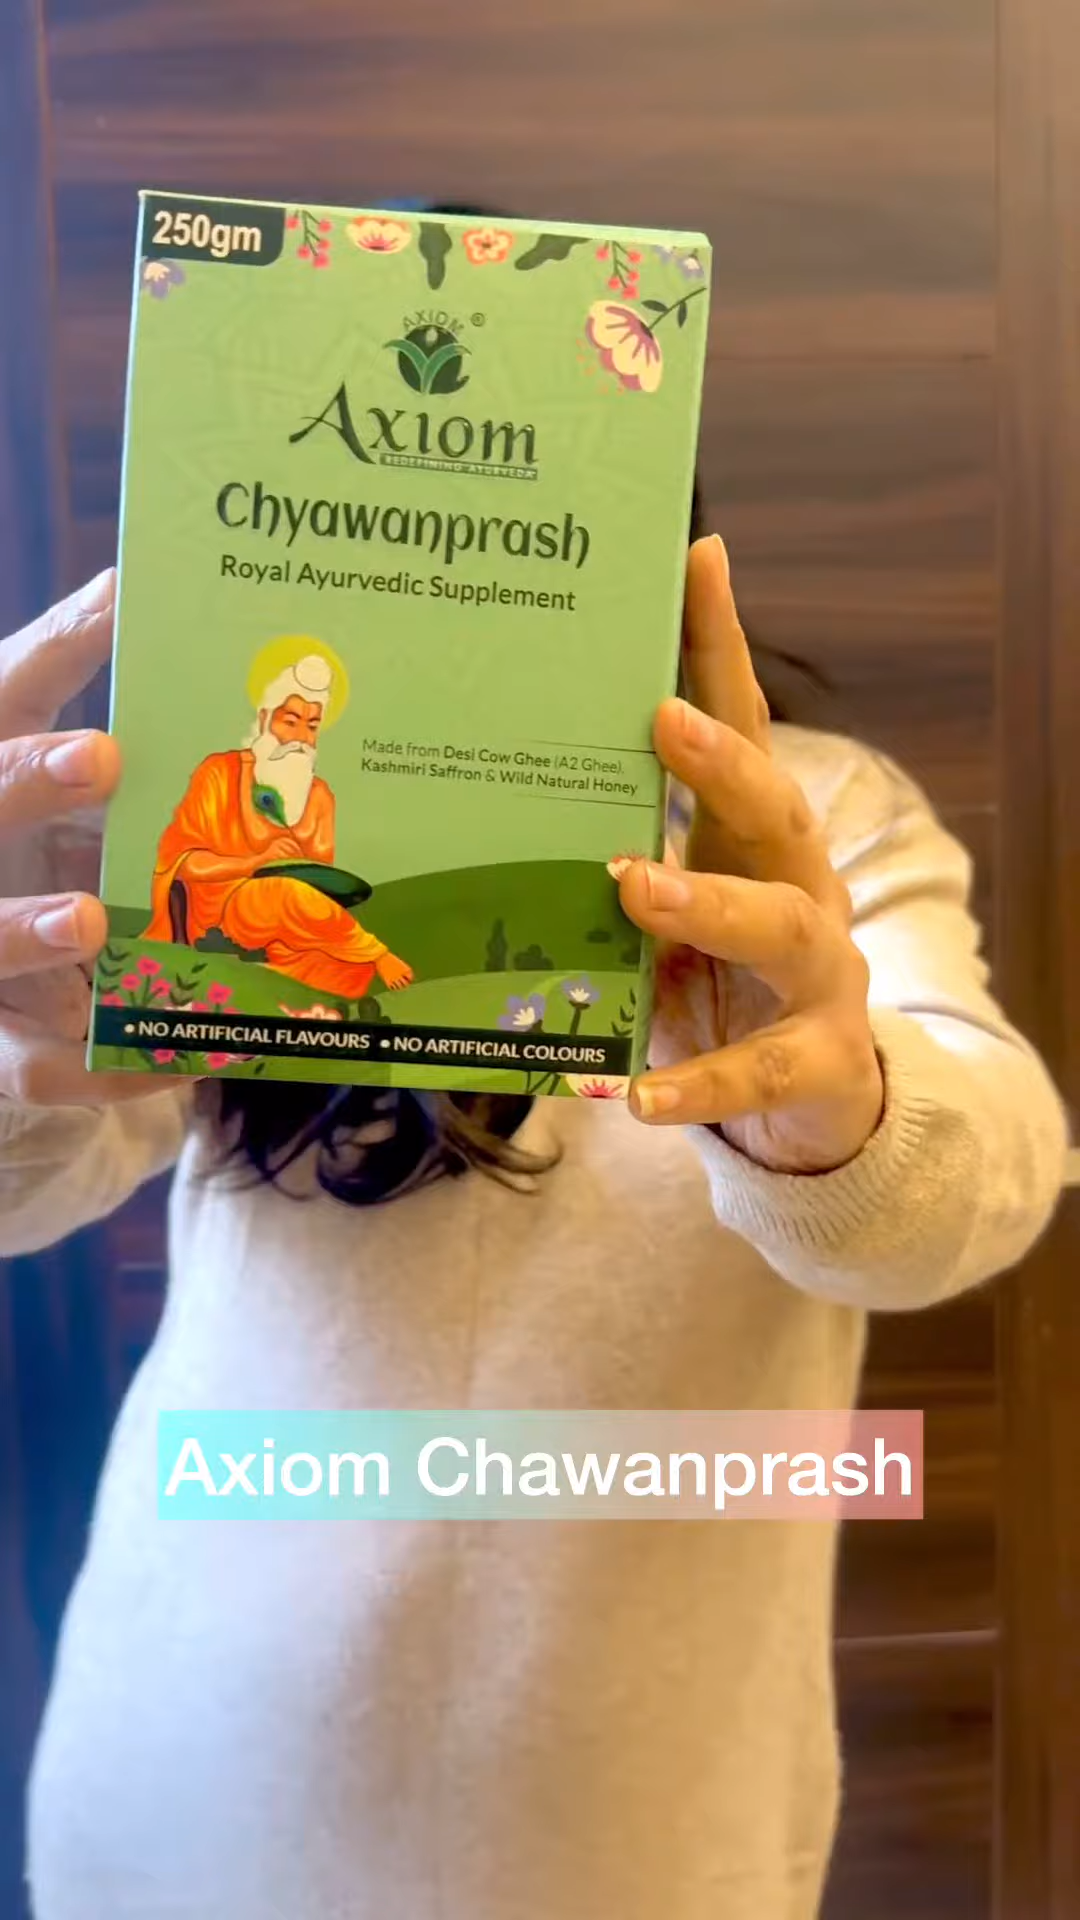 250gm
AXIOM ®
Axiom
REDEFINING AYURVEDA
Chyawanprash
Royal Ayurvedic Supplement
Made from Desi Cow Ghee (A2 Ghee),
Kashmiri Saffron & Wild Natural Honey
• NO ARTIFICIAL FLAVOURS • NO ARTIFICIAL COLOURS
Axiom Chawanprash